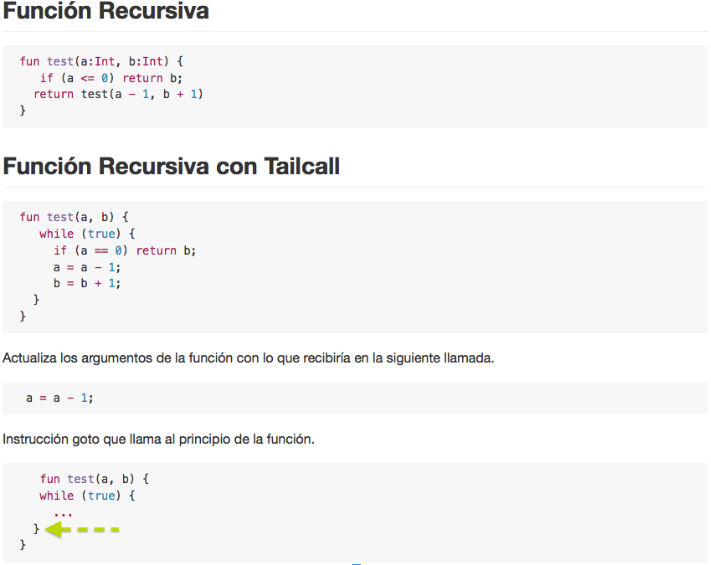 Función Recursiva
fun test(a:Int, b:Int) {
if (a <= 0) return b;
return test(a - 1, b + 1)
}
Función Recursiva con Tailcall
fun test(a, b) {
while (true) {
if (a == 0) return b;
a = a - 1;
b = b + 1;
}
}
Actualiza los argumentos de la función con lo que recibiría en la siguiente llamada.
a = a - 1;
Instrucción goto que llama al principio de la función.
fun test(a, b) {
while (true) {
...
}
}